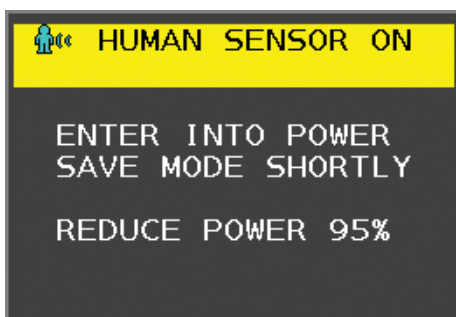 HUMAN SENSOR ON
ENTER INTO POWER
SAVE MODE SHORTLY
REDUCE POWER 95%